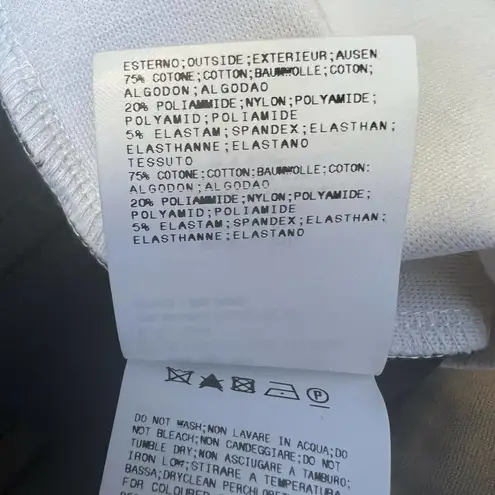 ESTERNO;OUTSIDE;EXTERIEUR;AUSEN
75% COTONE;COTTON;BAUMWOLLE;COTON;
ALGODON;ALGODAO
20% POLIAMMIDE;NYLON;POLYAMIDE;
POLYAMID;POLIAMIDE
5% ELASTAM;SPANDEX;ELASTHAN;
ELASTHANNE;ELASTANO
TESSUTO
75% COTONE;COTTON;BAUMWOLLE;COTON;
ALGODON;ALGODAO
20% POLIAMMIDE;NYLON;POLYAMIDE;
POLYAMID;POLIAMIDE
5% ELASTAM;SPANDEX;ELASTHAN;
ELASTHANNE;ELASTANO
P
DO NOT WASH;NON LAVARE IN ACQUA;DO
NOT BLEACH;NON CANDEGGIARE;DO NOT
TUMBLE DRY;NON ASCIUGARE A TAMBURO;
IRON LOW;STIRARE A TEMPERATURA
BASSA;DRYCLEAN PERCHLORET
FOR COLOURED